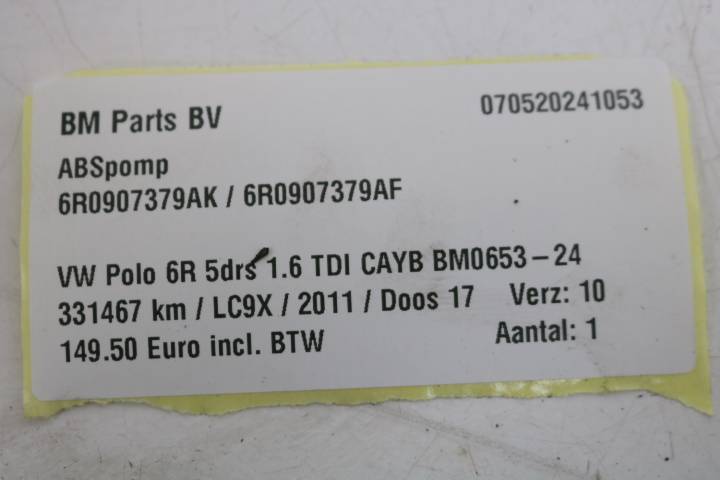 BM Parts BV 070520241053
ABSpomp
6R0907379AK / 6R0907379AF
VW Polo 6R 5drs 1.6 TDI CAYB BM0653-24
331467 km / LC9X / 2011 / Doos 17 Verz: 10
149.50 Euro incl. BTW Aantal: 1